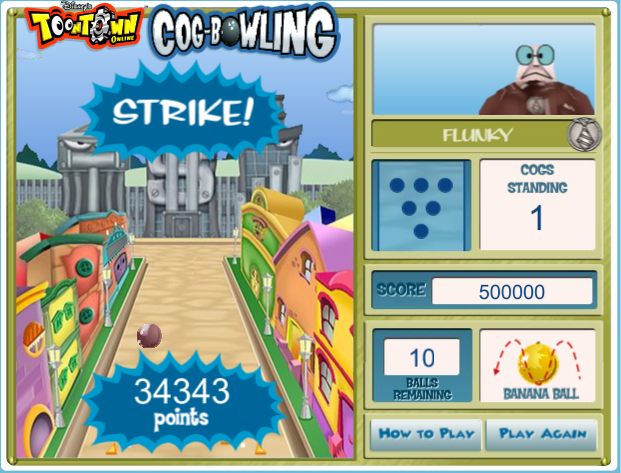 Disney's
TOONTOWN
ONLINE
COG-BOWLING
STRIKE!
34343
points
FLUNKY
COGS
STANDING
1
SCORE
500000
10
BALLS
REMAINING
BANANA BALL
HOW TO PLAY
PLAY AGAIN